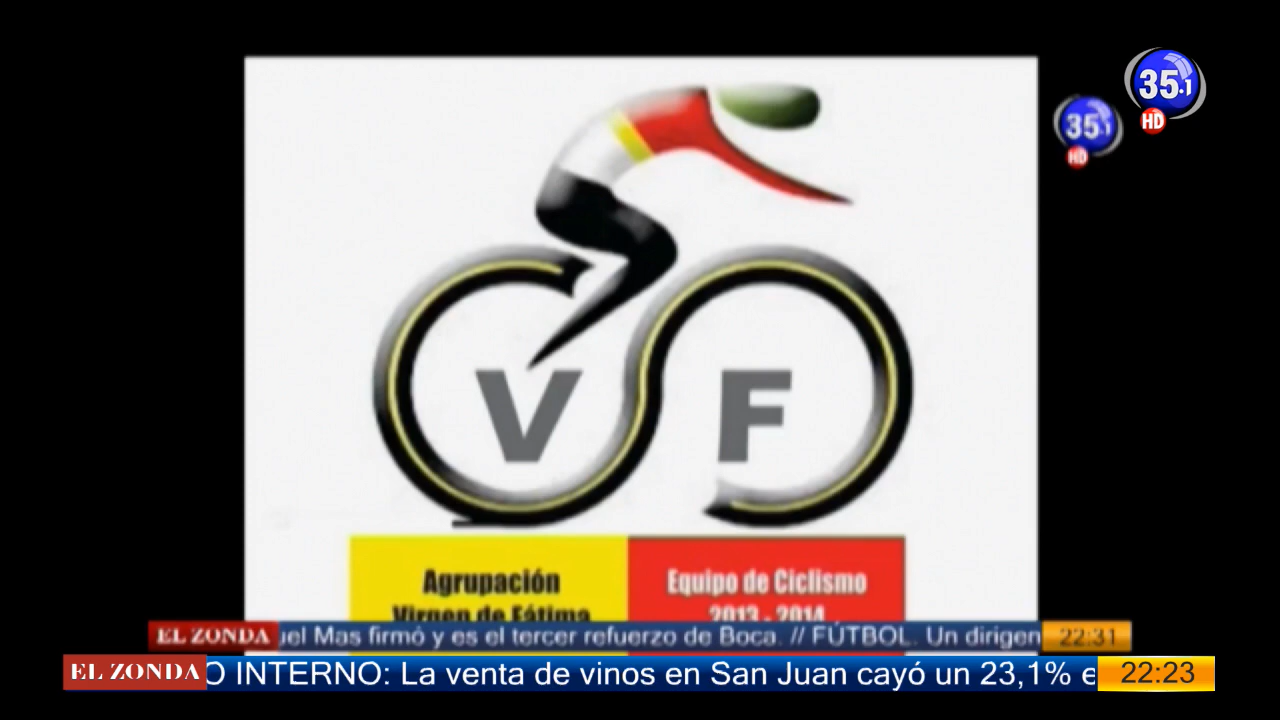 35.1
HD
35.1
HD
V F
Agrupación
Virgen de Fátima
Equipo de Ciclismo
2013 - 2014
EL ZONDA uel Mas firmó y es el tercer refuerzo de Boca. // FÚTBOL. Un dirigen 22:31
EL ZONDA O INTERNO: La venta de vinos en San Juan cayó un 23,1% e 22:23